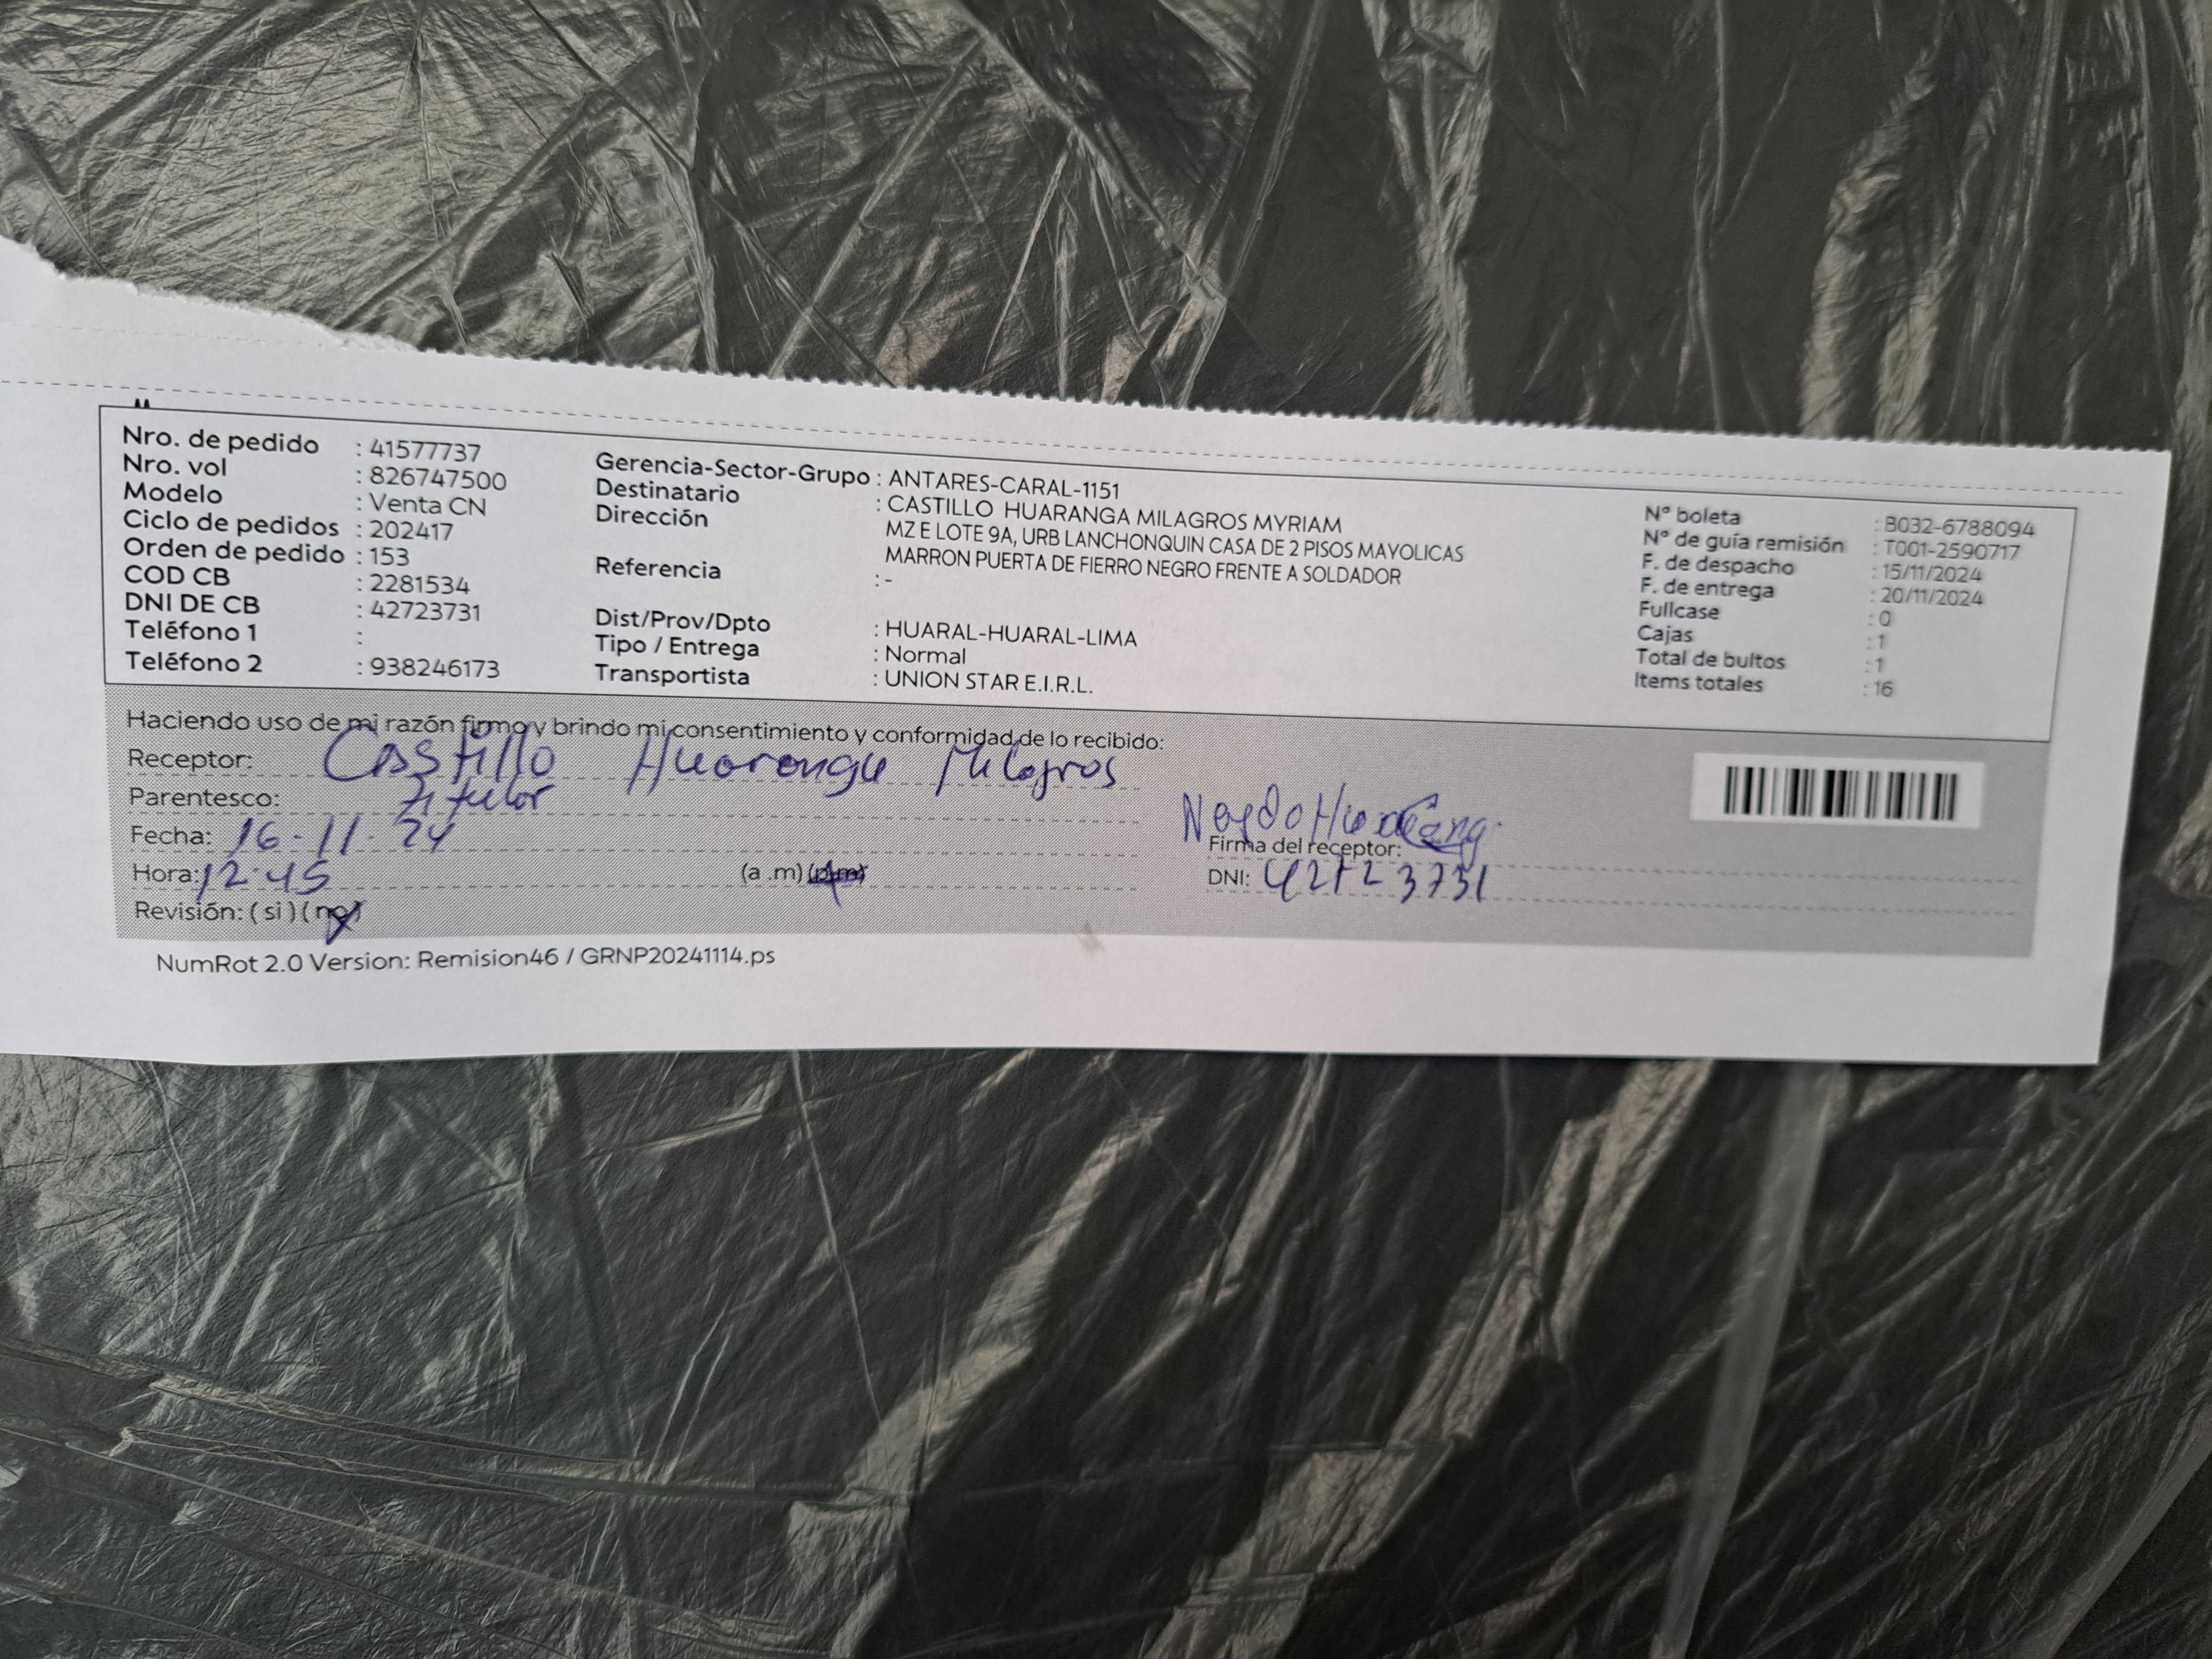 Nro. de pedido : 41577737
Nro. vol : 826747500
Modelo : Venta CN
Ciclo de pedidos : 202417
Orden de pedido : 153
COD CB : 2281534
DNI DE CB : 42723731
Teléfono 1 :
Teléfono 2 : 938246173
Gerencia-Sector-Grupo : ANTARES-CARAL-1151
Destinatario : CASTILLO HUARANGA MILAGROS MYRIAM
Dirección MZ E LOTE 9A, URB LANCHONQUIN CASA DE 2 PISOS MAYOLICAS
MARRON PUERTA DE FIERRO NEGRO FRENTE A SOLDADOR
Referencia : -
Dist/Prov/Dpto : HUARAL-HUARAL-LIMA
Tipo / Entrega : Normal
Transportista : UNION STAR E.I.R.L.
N° boleta : B032-6788094
N° de guía remisión : T001-2590717
F. de despacho : 15/11/2024
F. de entrega : 20/11/2024
Fullcase : 0
Cajas : 1
Total de bultos : 1
Items totales : 16
Haciendo uso de mi razón firmo y brindo mi consentimiento y conformidad de lo recibido:
Receptor: Castillo Huaranga Milagros
Parentesco: titular
Fecha: 16-11-24
Hora: 12:45 (a .m) (p.m)
Revisión: ( si ) ( no )
Firma del receptor:
DNI: 42723731
NumRot 2.0 Version: Remision46 / GRNP20241114.ps